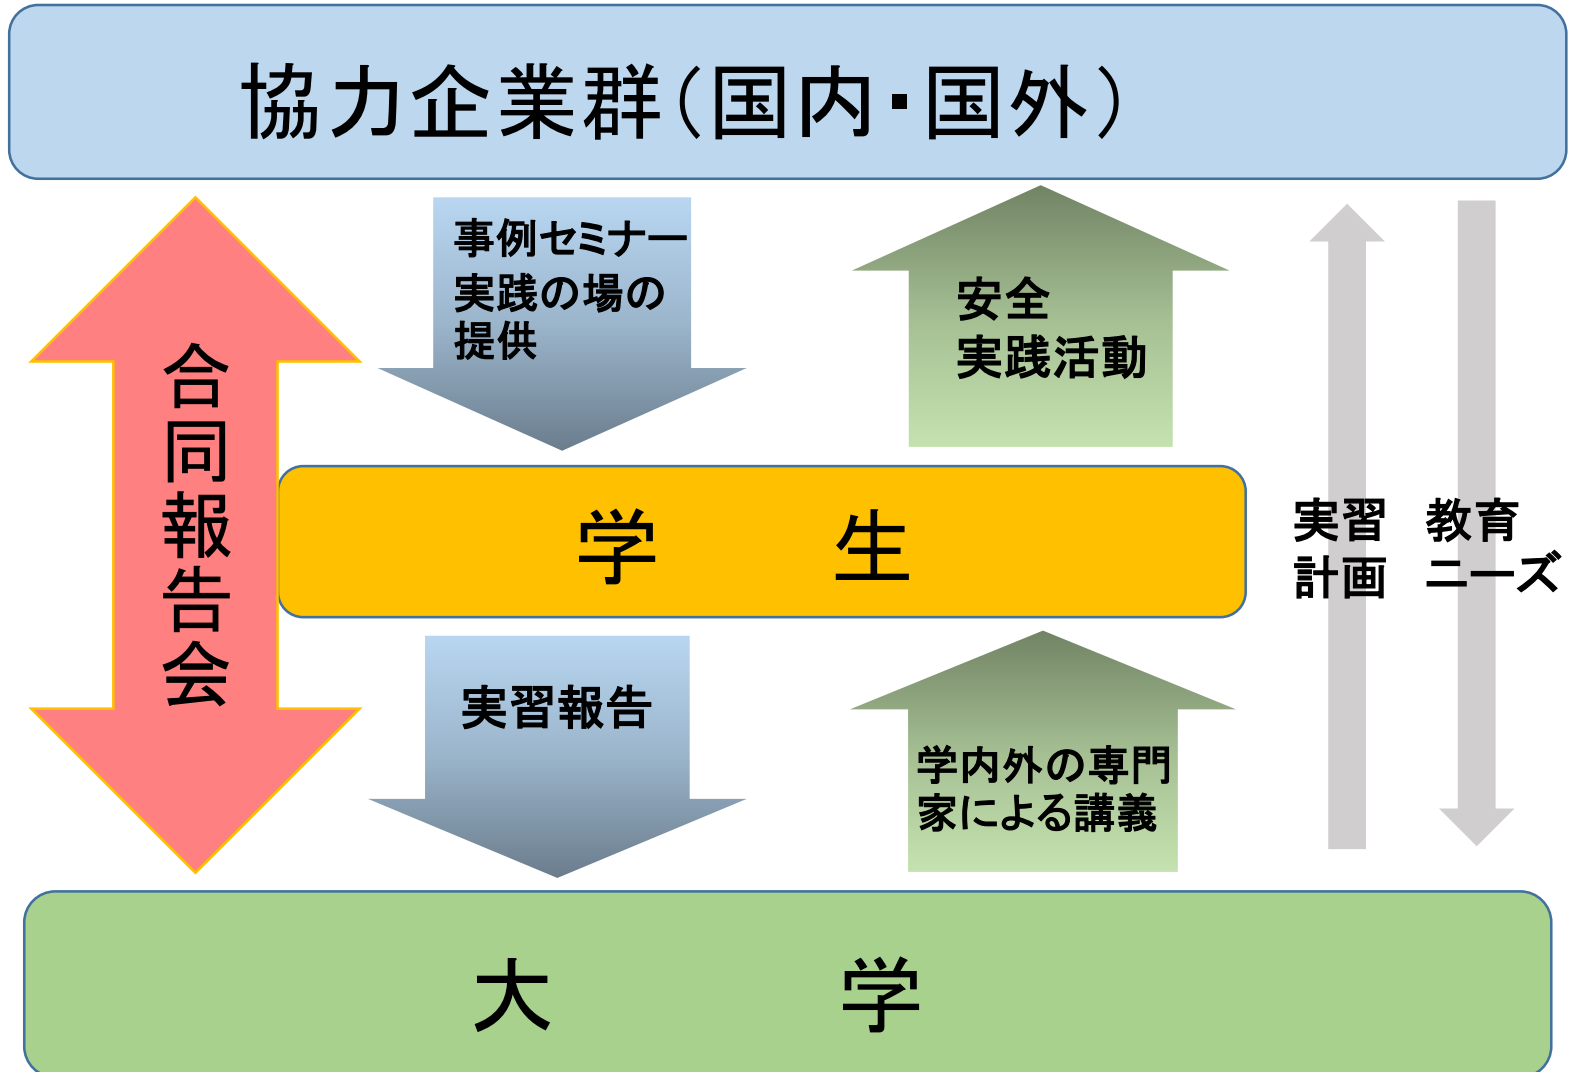 協力企業群（国内・国外）
事例セミナー
実践の場の
提供
安全
実践活動
合同報告会
学生
実習
計画
教育
ニーズ
実習報告
学内外の専門
家による講義
大学